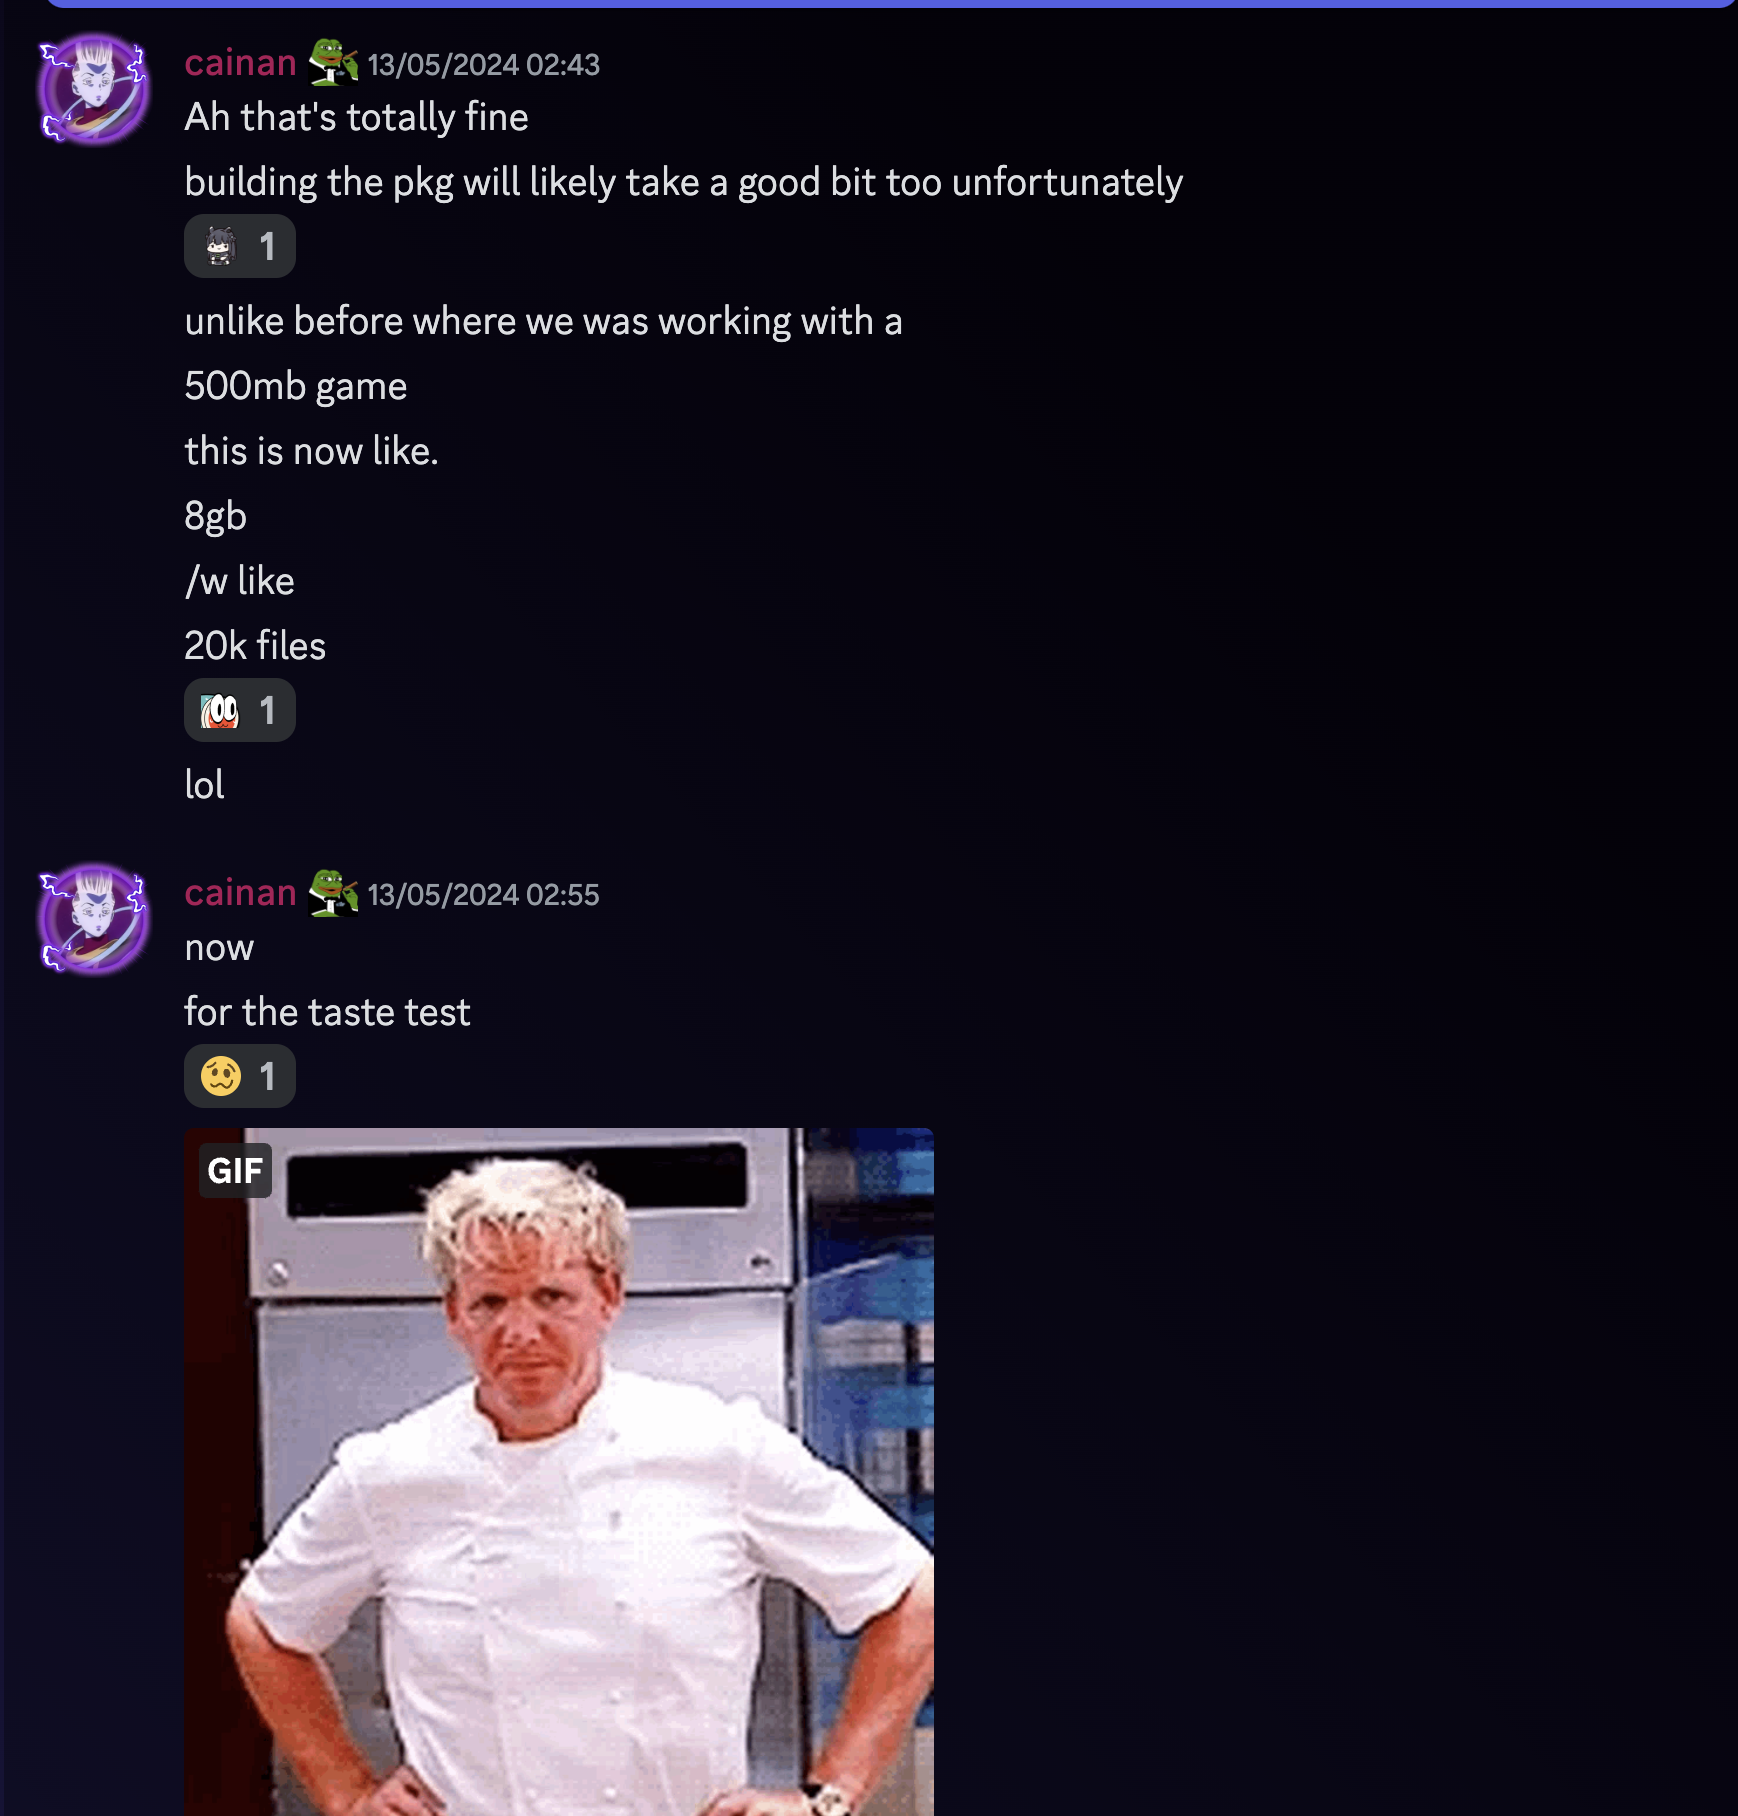 cainan 13/05/2024 02:43
Ah that's totally fine
building the pkg will likely take a good bit too unfortunately
1
unlike before where we was working with a
500mb game
this is now like.
8gb
/w like
20k files
1
lol
cainan 13/05/2024 02:55
now
for the taste test
1
GIF